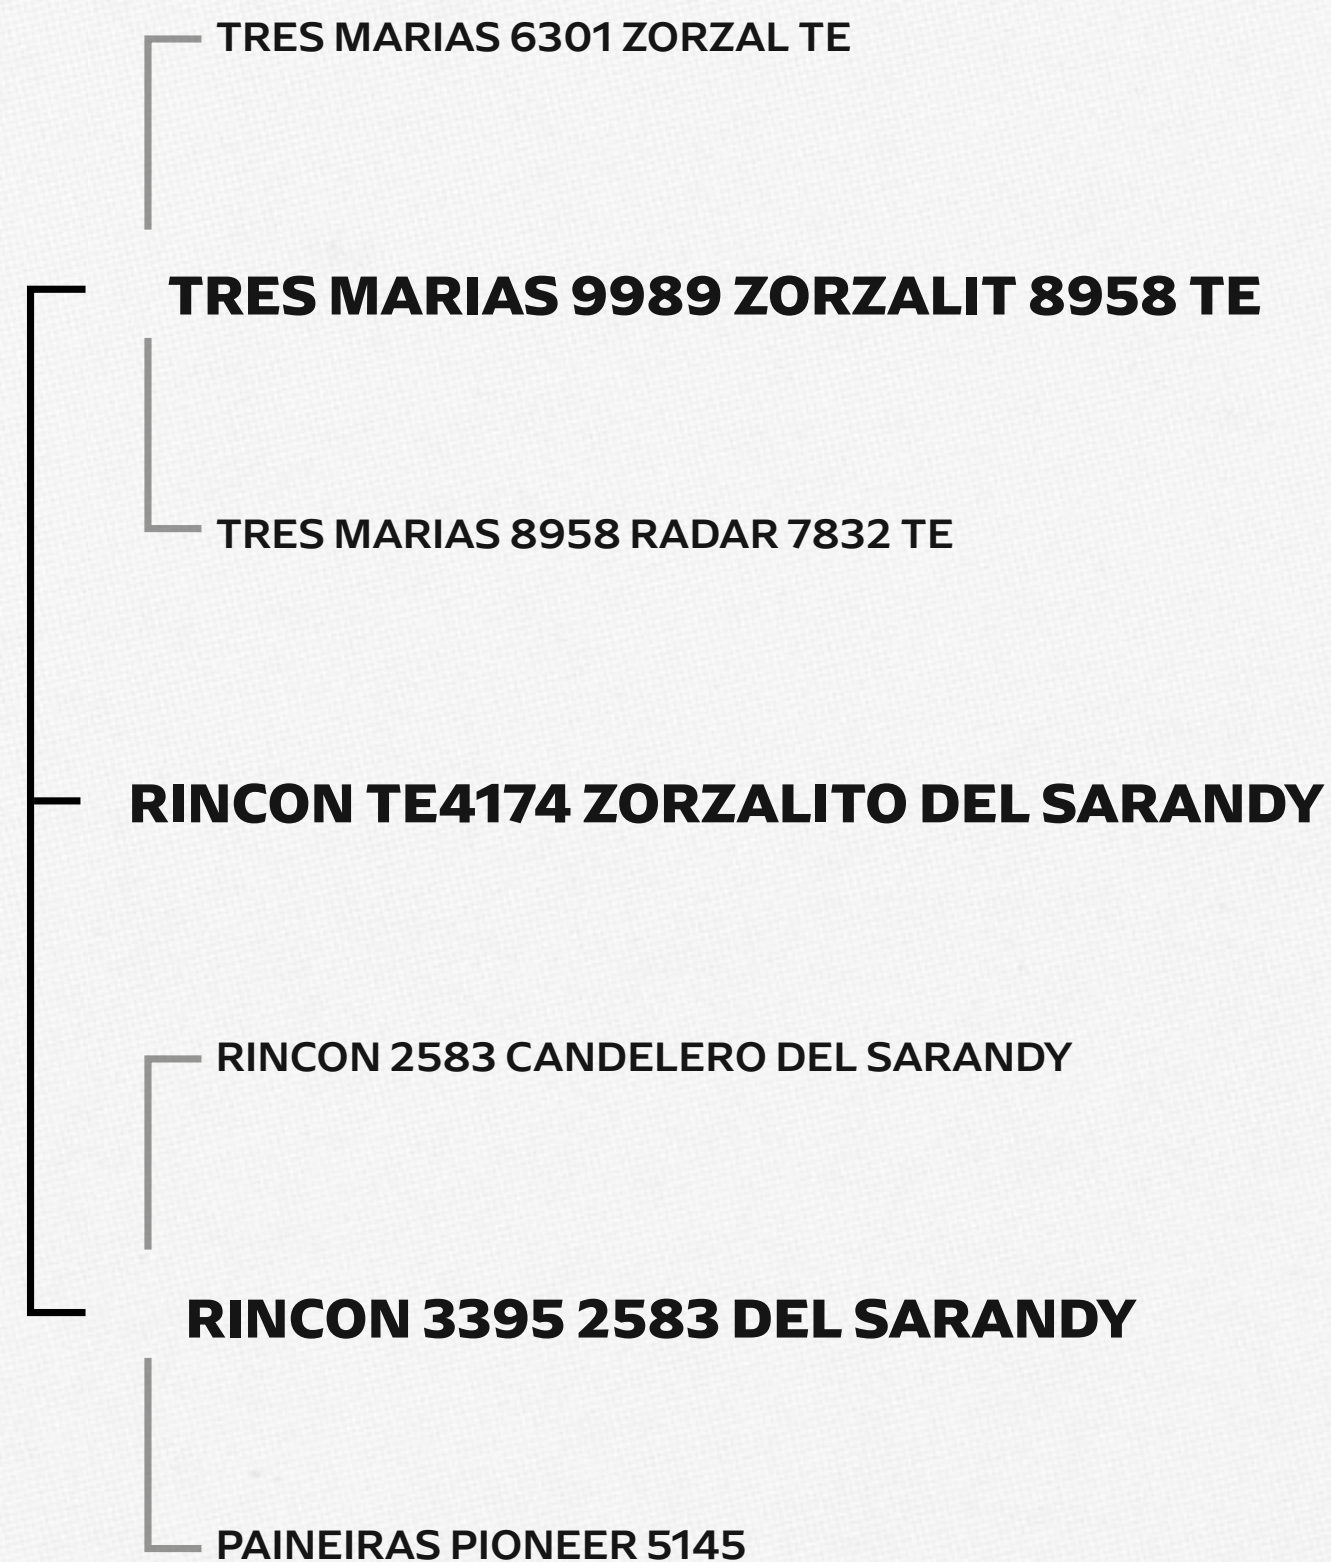 TRES MARIAS 6301 ZORZAL TE
TRES MARIAS 9989 ZORZALIT 8958 TE
TRES MARIAS 8958 RADAR 7832 TE
RINCON TE4174 ZORZALITO DEL SARANDY
RINCON 2583 CANDELERO DEL SARANDY
RINCON 3395 2583 DEL SARANDY
PAINEIRAS PIONEER 5145